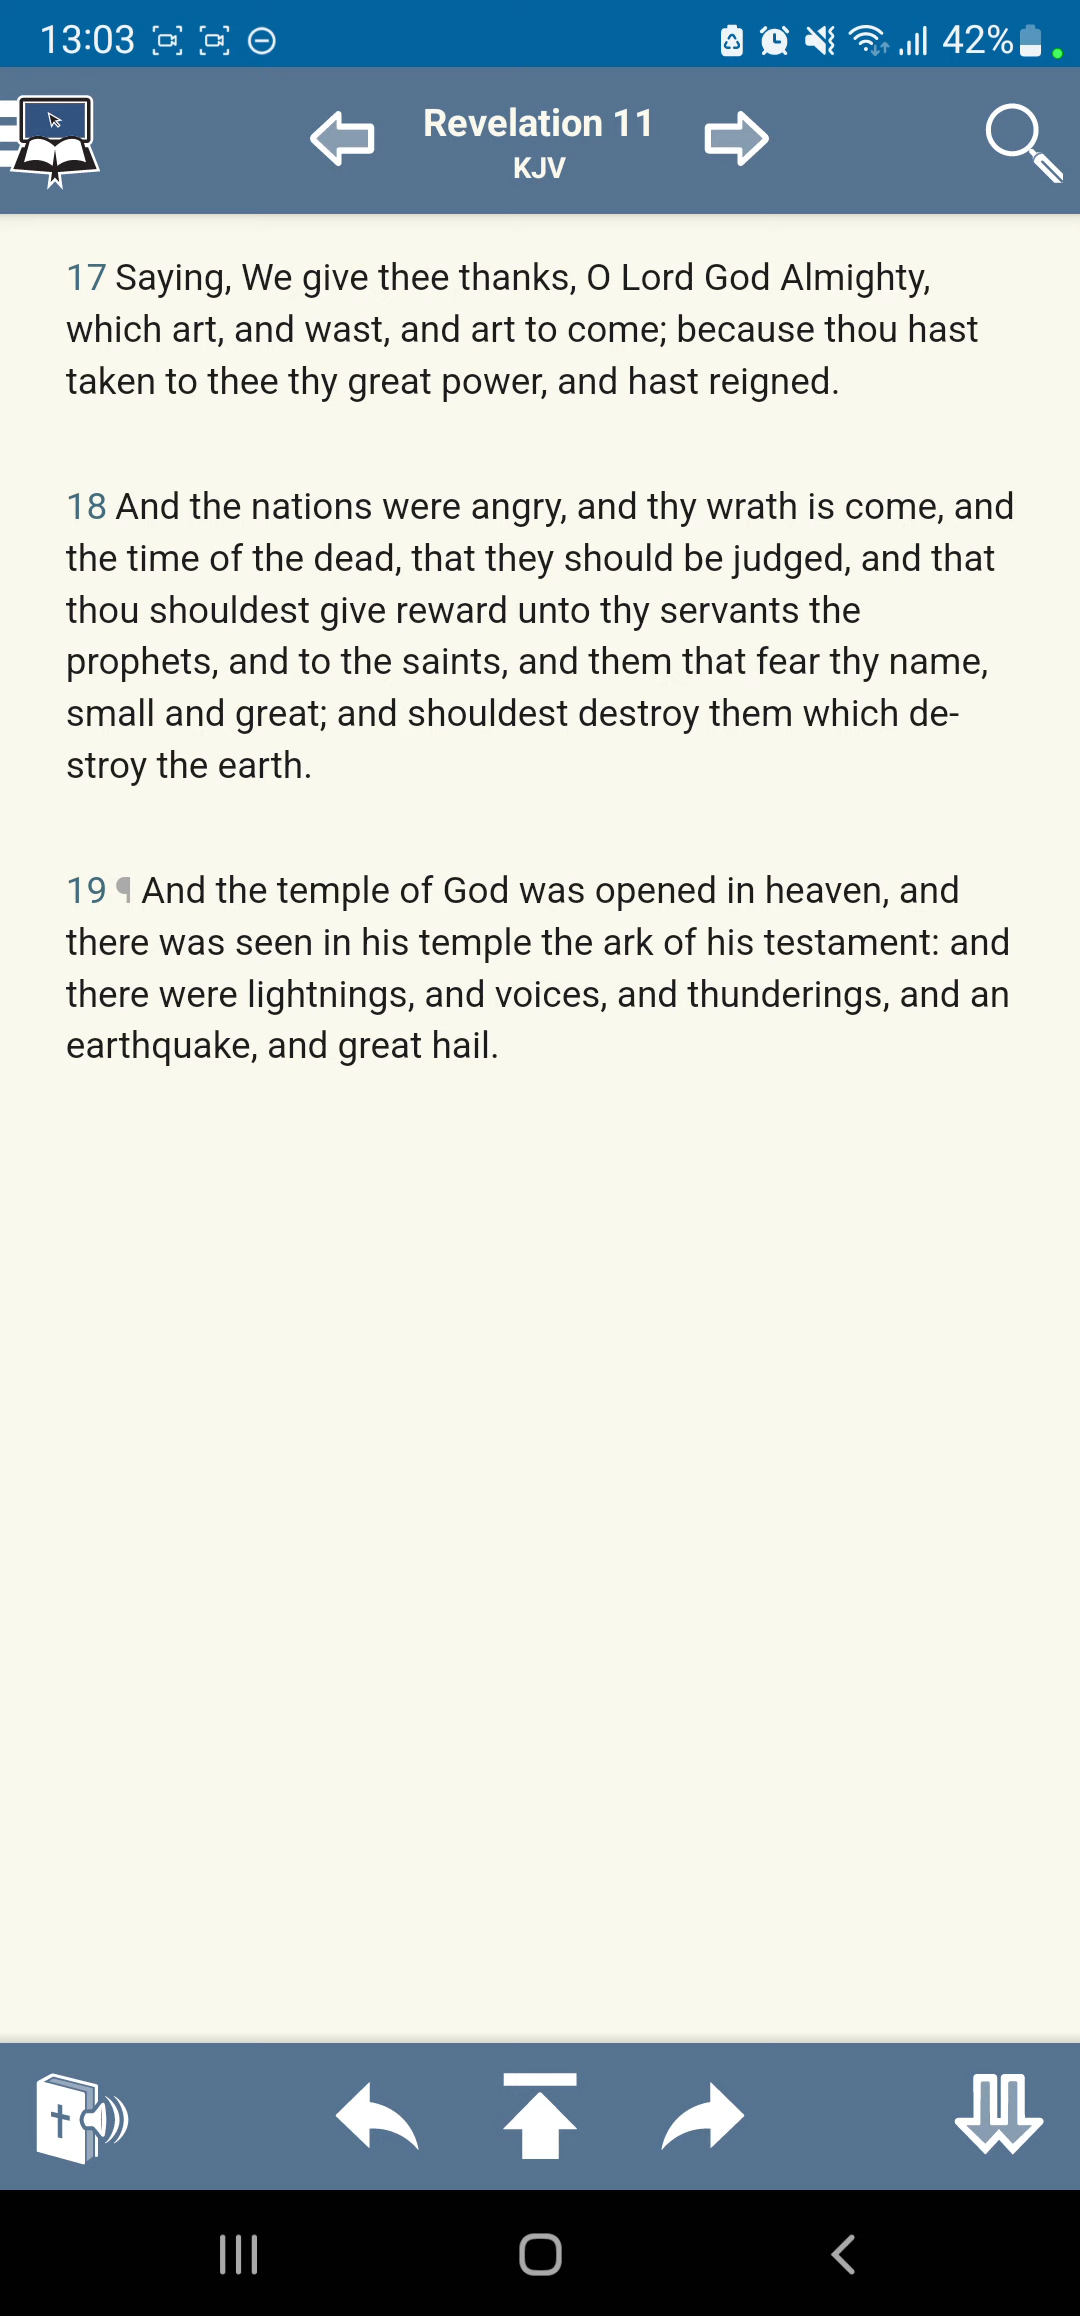 13:03
42%
Revelation 11
KJV
17 Saying, We give thee thanks, O Lord God Almighty,
which art, and wast, and art to come; because thou hast
taken to thee thy great power, and hast reigned.
18 And the nations were angry, and thy wrath is come, and
the time of the dead, that they should be judged, and that
thou shouldest give reward unto thy servants the
prophets, and to the saints, and them that fear thy name,
small and great; and shouldest destroy them which de-
stroy the earth.
19 ¶ And the temple of God was opened in heaven, and
there was seen in his temple the ark of his testament: and
there were lightnings, and voices, and thunderings, and an
earthquake, and great hail.